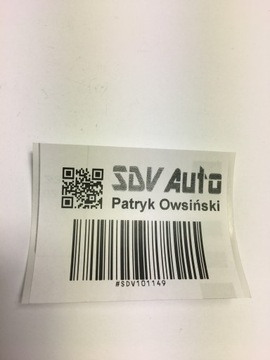 SDV Auto
Patryk Owsiński
#SDV101149